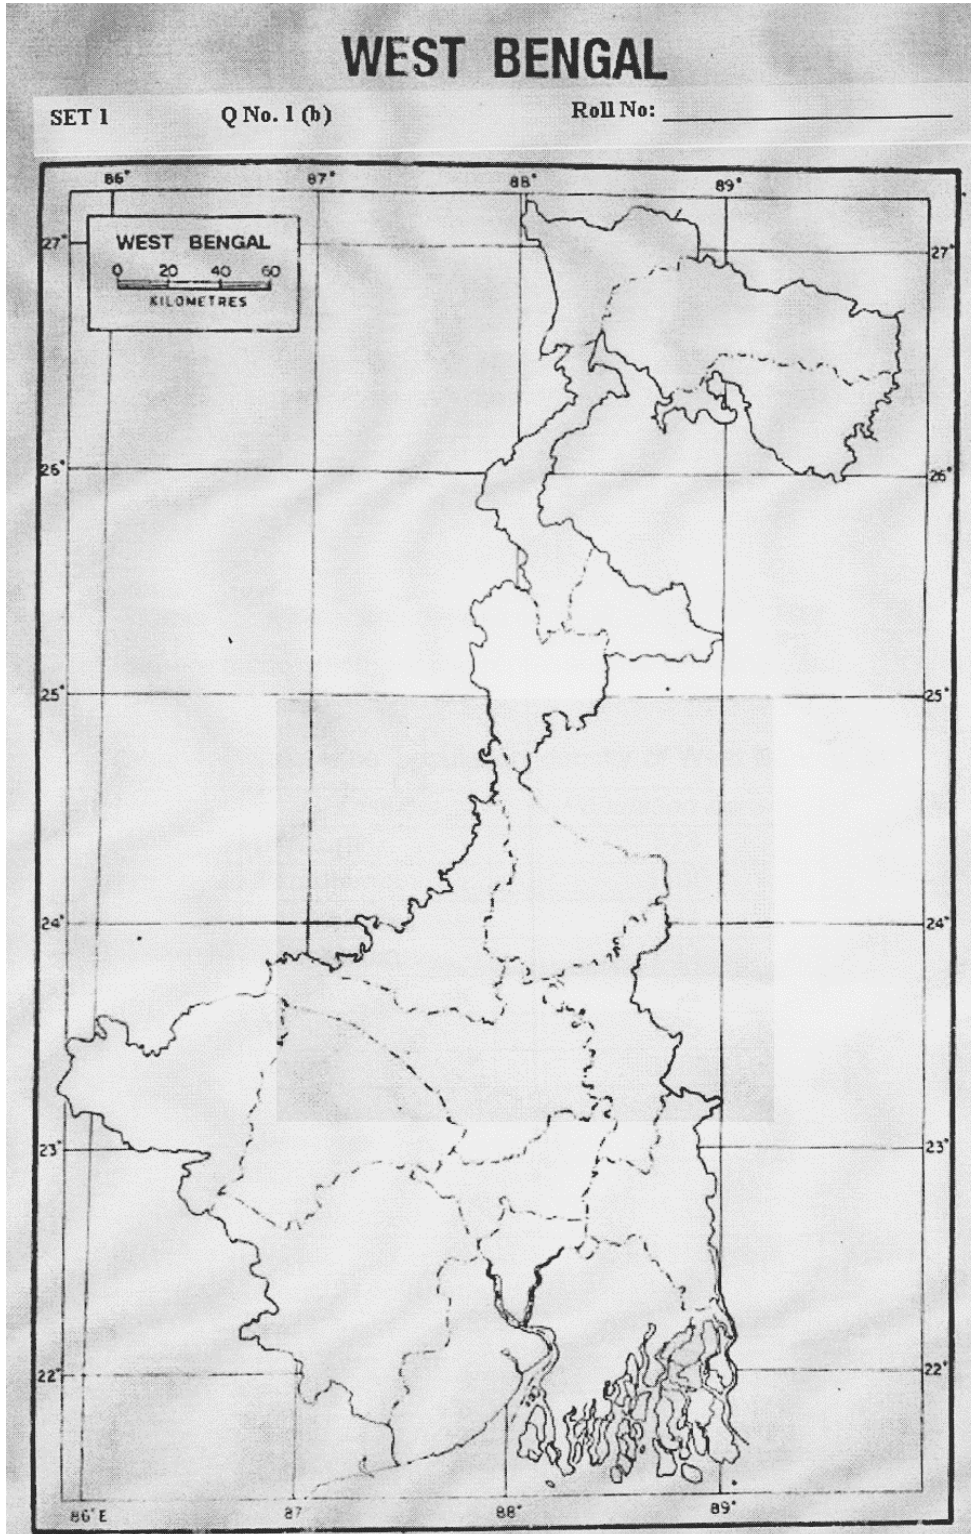 WEST BENGAL
SET 1 Q No. 1 (b) Roll No:
86° 87° 88° 89°
27° 27°
WEST BENGAL
0 20 40 60
KILOMETRES
26° 26°
25° 25°
24° 24°
23° 23°
22° 22°
86°E 87 88° 89°